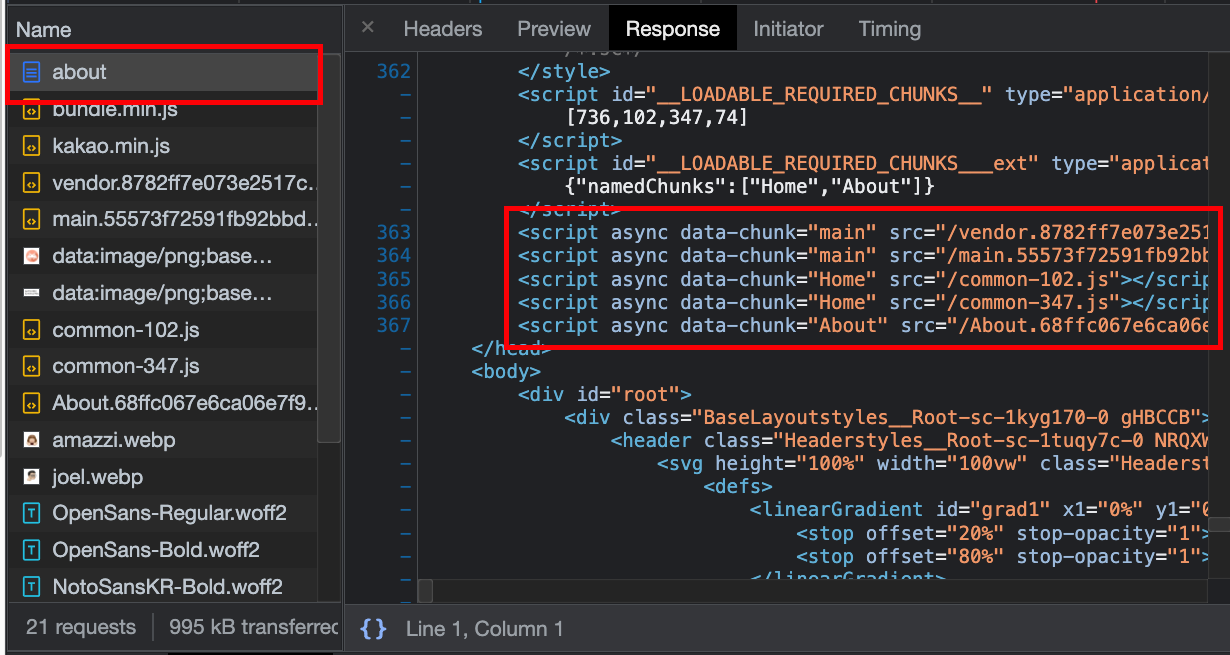 Name
about
bundle.min.js
kakao.min.js
vendor.8782ff7e073e2517c...
main.55573f72591fb92bbd...
data:image/png;base...
data:image/png;base...
common-102.js
common-347.js
About.68ffc067e6ca06e7f9...
amazzi.webp
joel.webp
OpenSans-Regular.woff2
OpenSans-Bold.woff2
NotoSansKR-Bold.woff2
21 requests
995 kB transferred
× Headers Preview Response Initiator Timing
362 </style>
- <script id="__LOADABLE_REQUIRED_CHUNKS__" type="application/
- [736,102,347,74]
- </script>
- <script id="__LOADABLE_REQUIRED_CHUNKS___ext" type="applicat
- {"namedChunks":["Home","About"]}
- </script>
363 <script async data-chunk="main" src="/vendor.8782ff7e073e251
364 <script async data-chunk="main" src="/main.55573f72591fb92bb
365 <script async data-chunk="Home" src="/common-102.js"></scrip
366 <script async data-chunk="Home" src="/common-347.js"></scrip
367 <script async data-chunk="About" src="/About.68ffc067e6ca06e
- </head>
- <body>
- <div id="root">
- <div class="BaseLayoutstyles__Root-sc-1kyg170-0 gHBCCB">
- <header class="Headerstyles__Root-sc-1tuqy7c-0 NRQXW
- <svg height="100%" width="100vw" class="Headerst
- <defs>
- <linearGradient id="grad1" x1="0%" y1="0
- <stop offset="20%" stop-opacity="1">
- <stop offset="80%" stop-opacity="1">
- </linearGradient>
{} Line 1, Column 1